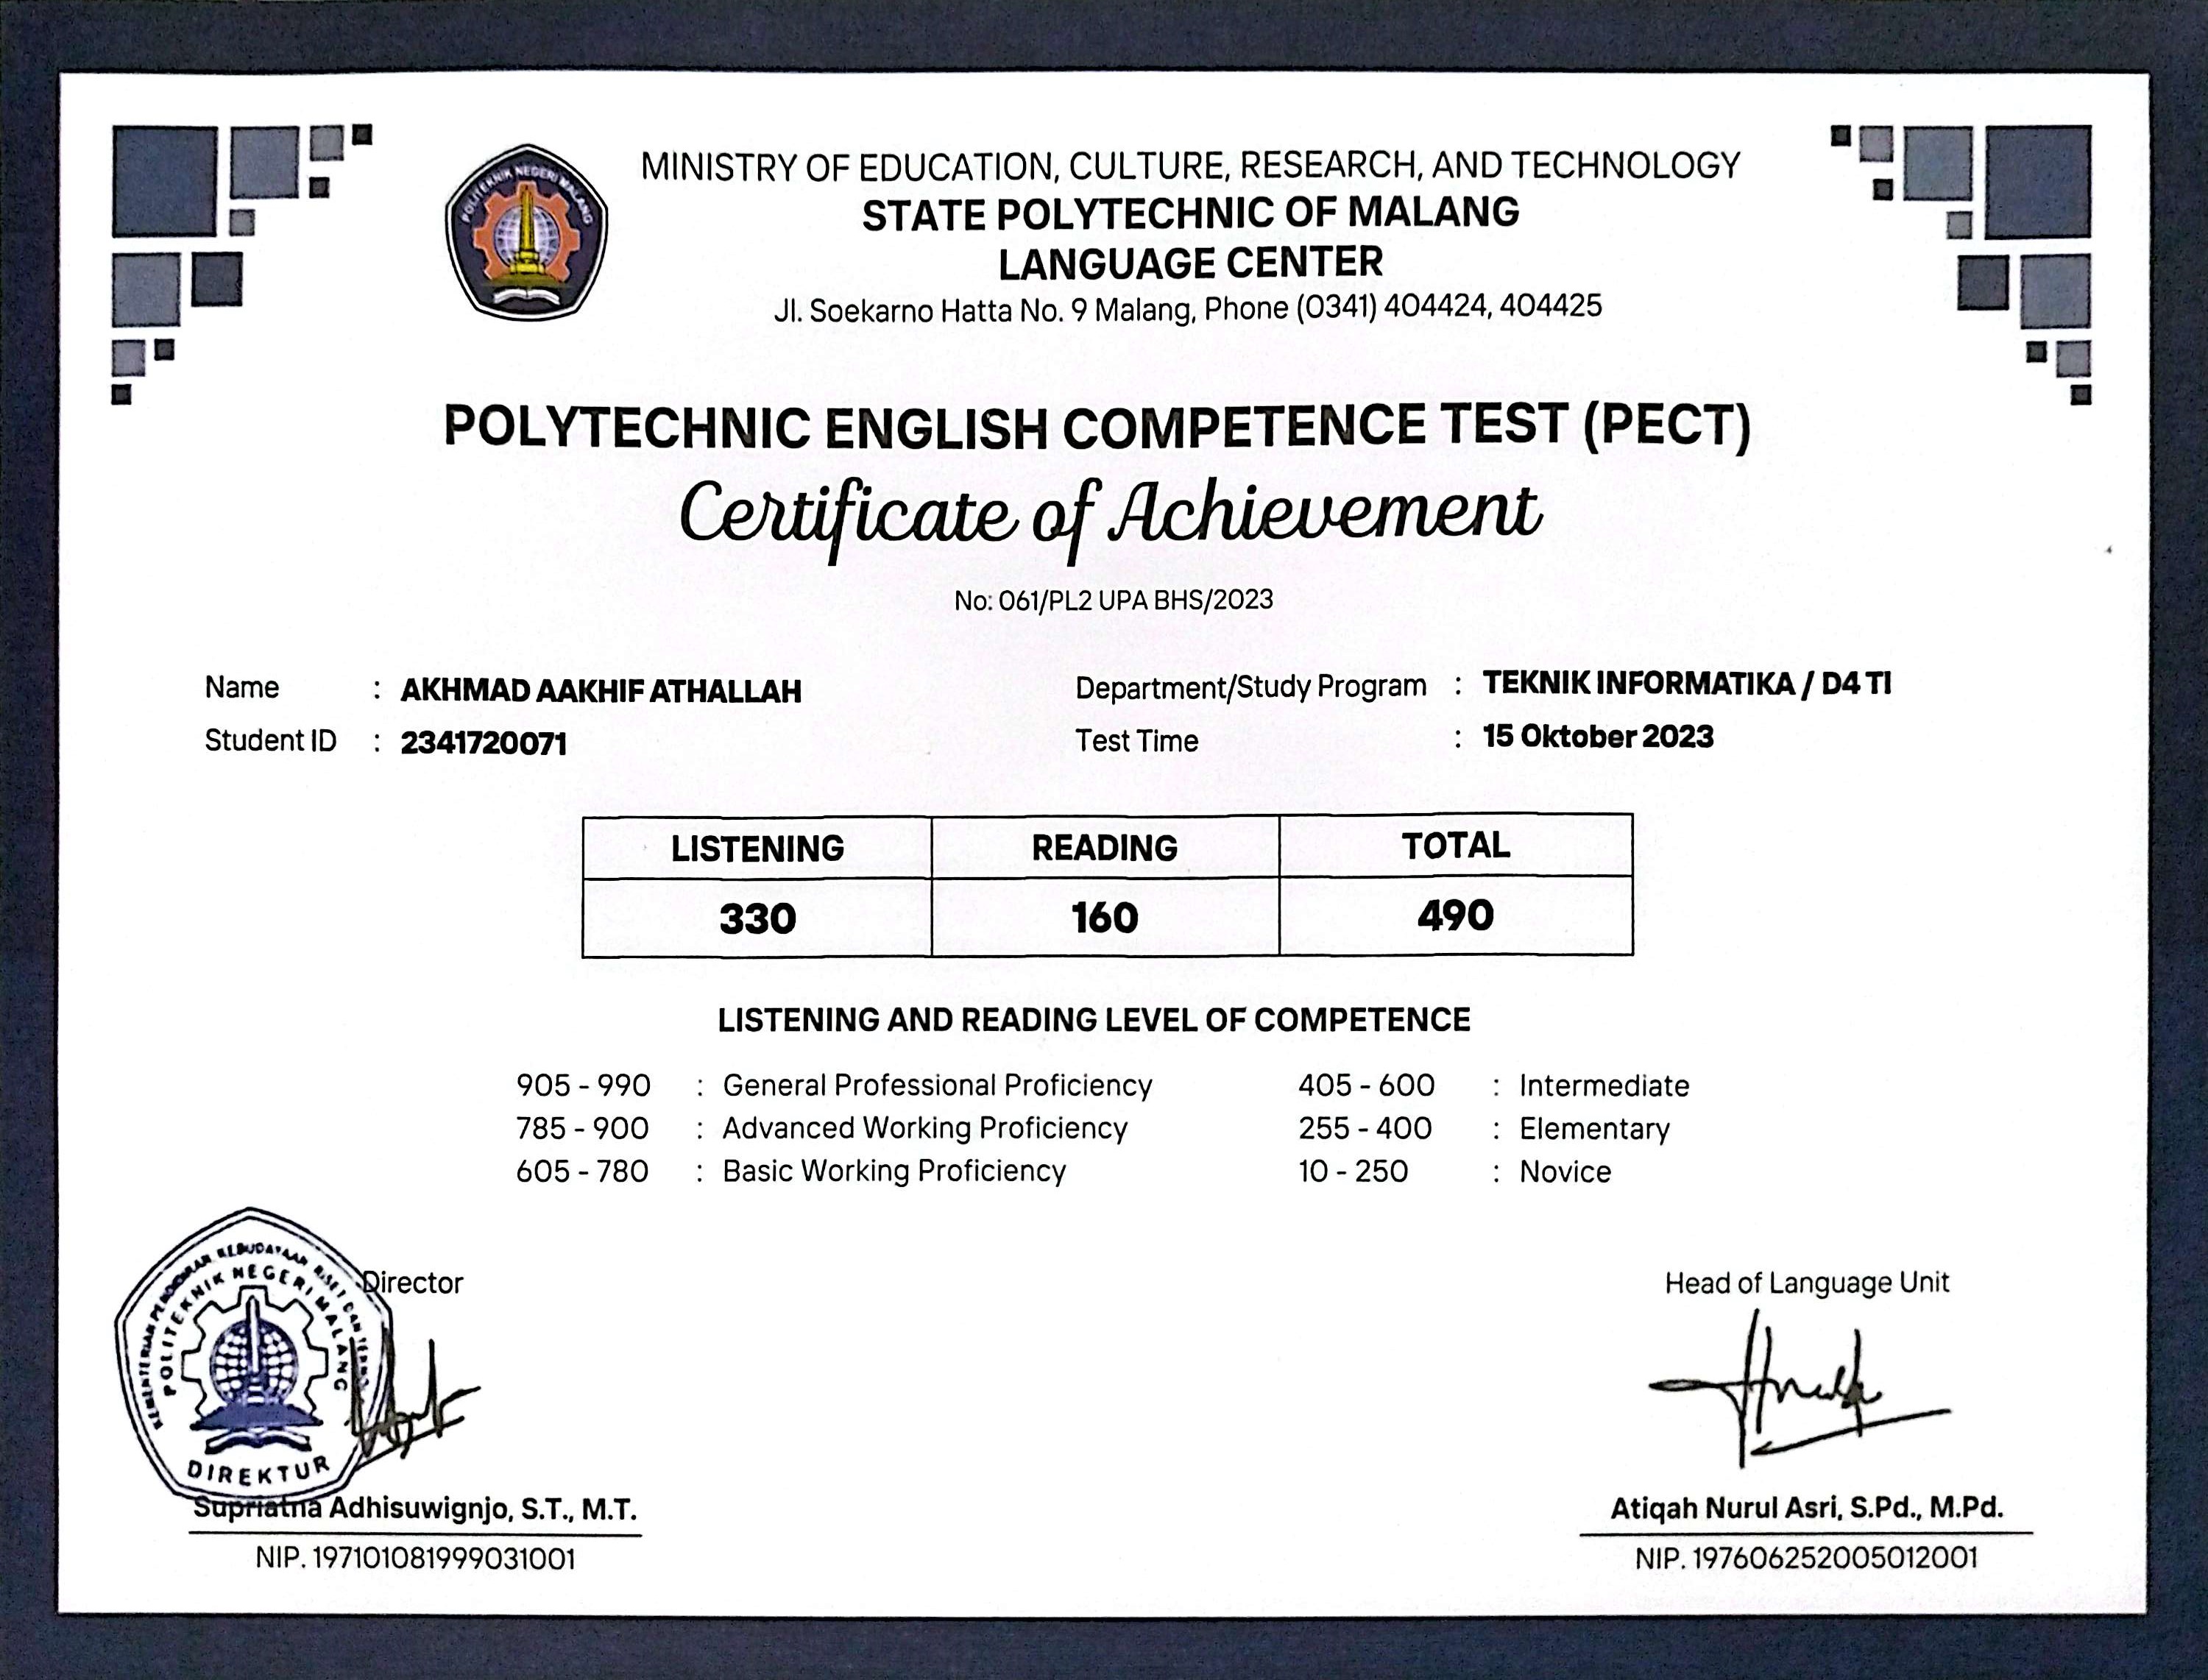 POLITEKNIK NEGERI MALANG
MINISTRY OF EDUCATION, CULTURE, RESEARCH, AND TECHNOLOGY
STATE POLYTECHNIC OF MALANG
LANGUAGE CENTER
Jl. Soekarno Hatta No. 9 Malang, Phone (0341) 404424, 404425
POLYTECHNIC ENGLISH COMPETENCE TEST (PECT)
Certificate of Achievement
No: 061/PL2 UPA BHS/2023
Name : AKHMAD AAKHIF ATHALLAH
Department/Study Program : TEKNIK INFORMATIKA / D4 TI
Student ID : 2341720071
Test Time : 15 Oktober 2023
LISTENING READING TOTAL
330 160 490
LISTENING AND READING LEVEL OF COMPETENCE
905 - 990 : General Professional Proficiency 405 - 600 : Intermediate
785 - 900 : Advanced Working Proficiency 255 - 400 : Elementary
605 - 780 : Basic Working Proficiency 10 - 250 : Novice
Director
Head of Language Unit
KEMENTERIAN PENDIDIKAN KEBUDAYAAN RISET DAN
POLITEKNIK NEGERI MALANG
DIREKTUR
Supriatna Adhisuwignjo, S.T., M.T.
Atiqah Nurul Asri, S.Pd., M.Pd.
NIP. 197101081999031001
NIP. 197606252005012001